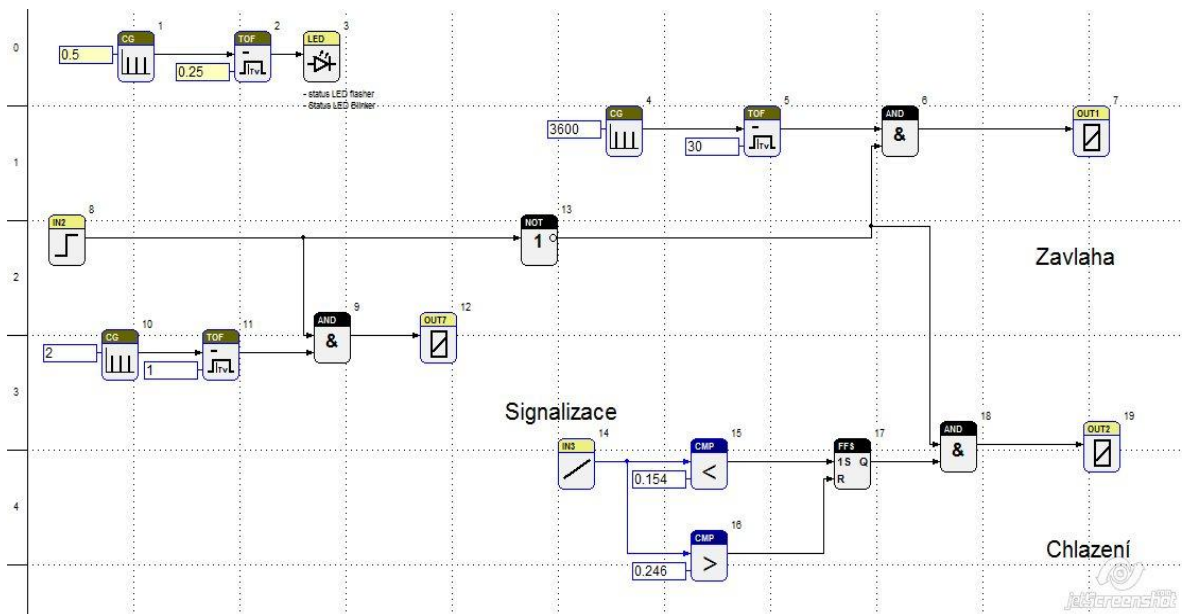 0
1
CG
0.5
2
TOF
0.25
3
LED
- status LED flasher
- Status LED Blinker
1
4
CG
3600
5
TOF
30
6
AND
&
7
OUT1
2
8
IN2
13
NOT
1
Zavlaha
9
AND
&
12
OUT7
3
10
CG
2
11
TOF
1
Signalizace
14
IN3
15
CMP
<
0.154
17
FFS
1S Q
R
18
AND
&
19
OUT2
4
16
CMP
>
0.246
Chlazení
jetScreenshot